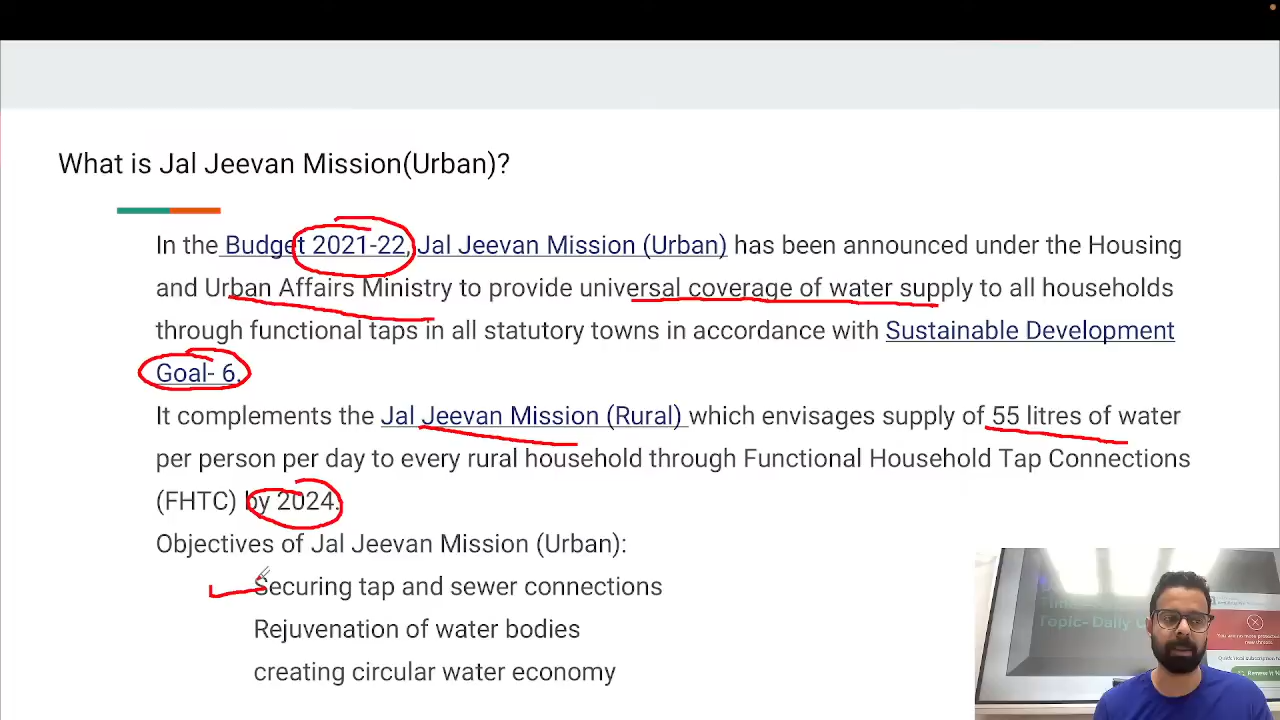 What is Jal Jeevan Mission(Urban)?
In the Budget 2021-22, Jal Jeevan Mission (Urban) has been announced under the Housing
and Urban Affairs Ministry to provide universal coverage of water supply to all households
through functional taps in all statutory towns in accordance with Sustainable Development
Goal- 6.
It complements the Jal Jeevan Mission (Rural) which envisages supply of 55 litres of water
per person per day to every rural household through Functional Household Tap Connections
(FHTC) by 2024.
Objectives of Jal Jeevan Mission (Urban):
Securing tap and sewer connections
Rejuvenation of water bodies
creating circular water economy
Topic- Daily